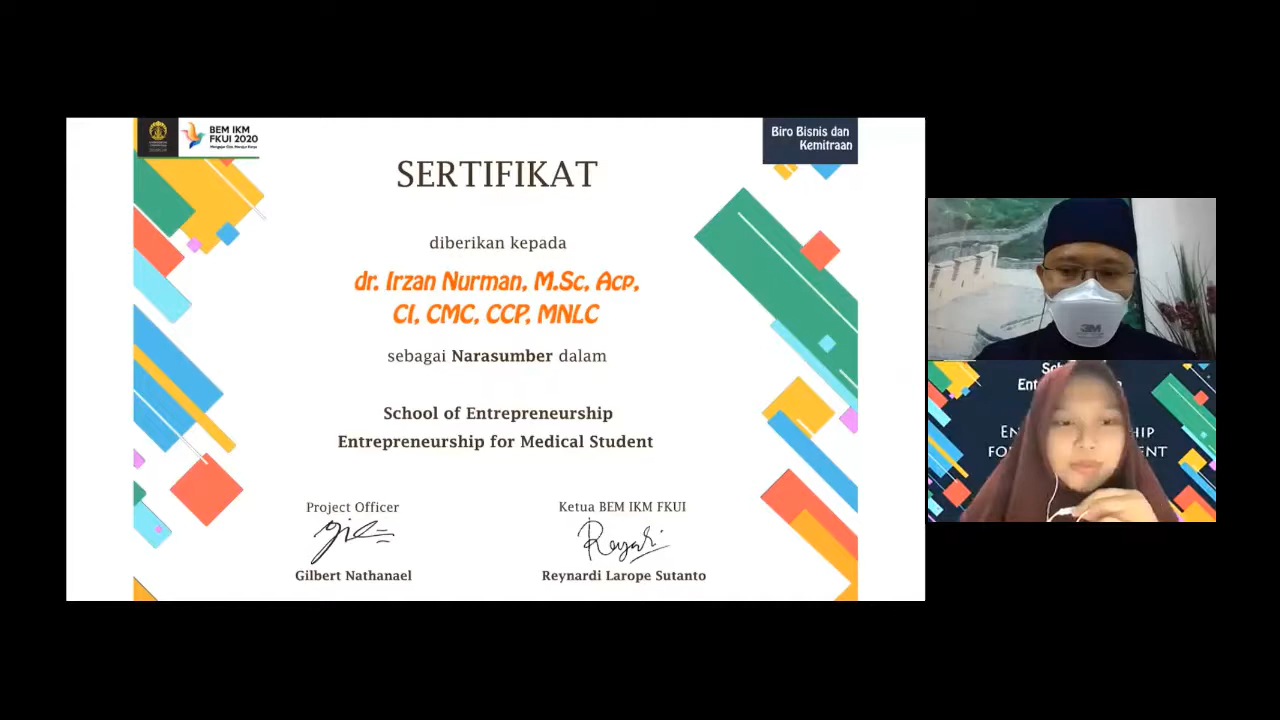 BEM IKM
FKUI 2020
Biro Bisnis dan
Kemitraan
SERTIFIKAT
diberikan kepada
dr. Irzan Nurman, M.Sc, Acp,
CI, CMC, CCP, MNLC
sebagai Narasumber dalam
School of Entrepreneurship
Entrepreneurship for Medical Student
Project Officer
Ketua BEM IKM FKUI
Gilbert Nathanael
Reynardi Larope Sutanto
3M